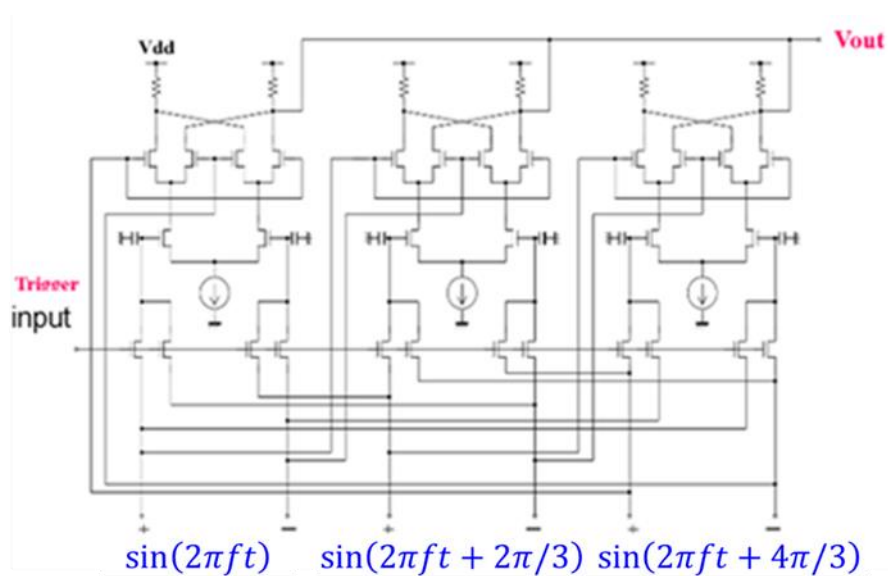 Vdd
Vout
Trigger
input
+ − + − + −
sin(2πft) sin(2πft + 2π/3) sin(2πft + 4π/3)